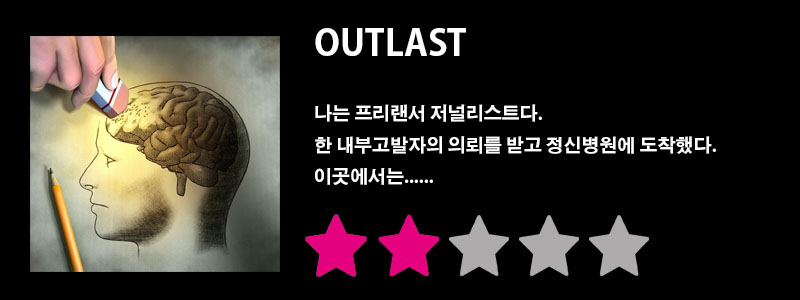 OUTLAST
나는 프리랜서 저널리스트다.
한 내부고발자의 의뢰를 받고 정신병원에 도착했다.
이곳에서는......